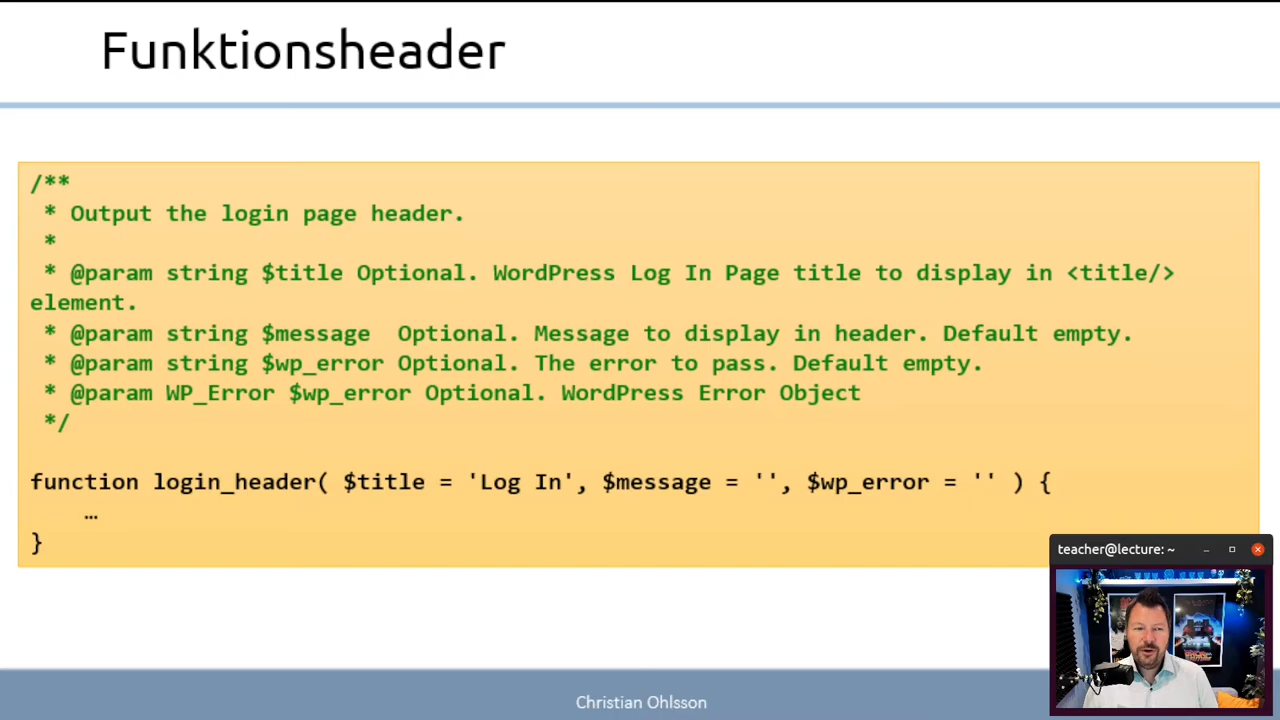 Funktionsheader
/**
 * Output the login page header.
 *
 * @param string $title Optional. WordPress Log In Page title to display in <title/>
element.
 * @param string $message  Optional. Message to display in header. Default empty.
 * @param string $wp_error Optional. The error to pass. Default empty.
 * @param WP_Error $wp_error Optional. WordPress Error Object
 */
function login_header( $title = 'Log In', $message = '', $wp_error = '' ) {
    …
}
teacher@lecture: ~
Christian Ohlsson